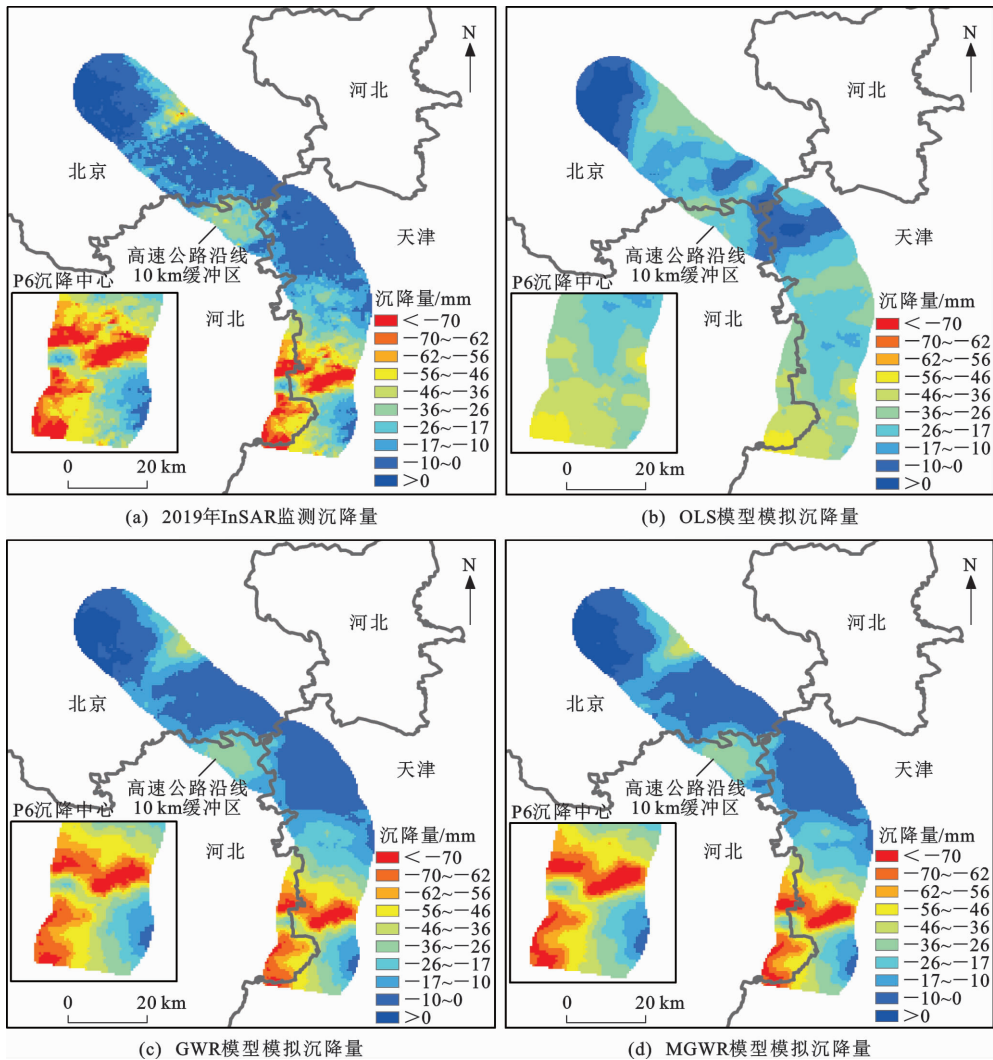 N
河北
北京
天津
高速公路沿线
10 km缓冲区
P6沉降中心
河北
沉降量/mm
<-70
-70~-62
-62~-56
-56~-46
-46~-36
-36~-26
-26~-17
-17~-10
-10~0
>0
0 20 km
(a) 2019年InSAR监测沉降量
N
河北
北京
天津
高速公路沿线
10 km缓冲区
P6沉降中心
河北
沉降量/mm
<-70
-70~-62
-62~-56
-56~-46
-46~-36
-36~-26
-26~-17
-17~-10
-10~0
>0
0 20 km
(b) OLS模型模拟沉降量
N
河北
北京
天津
高速公路沿线
10 km缓冲区
P6沉降中心
河北
沉降量/mm
<-70
-70~-62
-62~-56
-56~-46
-46~-36
-36~-26
-26~-17
-17~-10
-10~0
>0
0 20 km
(c) GWR模型模拟沉降量
N
河北
北京
天津
高速公路沿线
10 km缓冲区
P6沉降中心
河北
沉降量/mm
<-70
-70~-62
-62~-56
-56~-46
-46~-36
-36~-26
-26~-17
-17~-10
-10~0
>0
0 20 km
(d) MGWR模型模拟沉降量